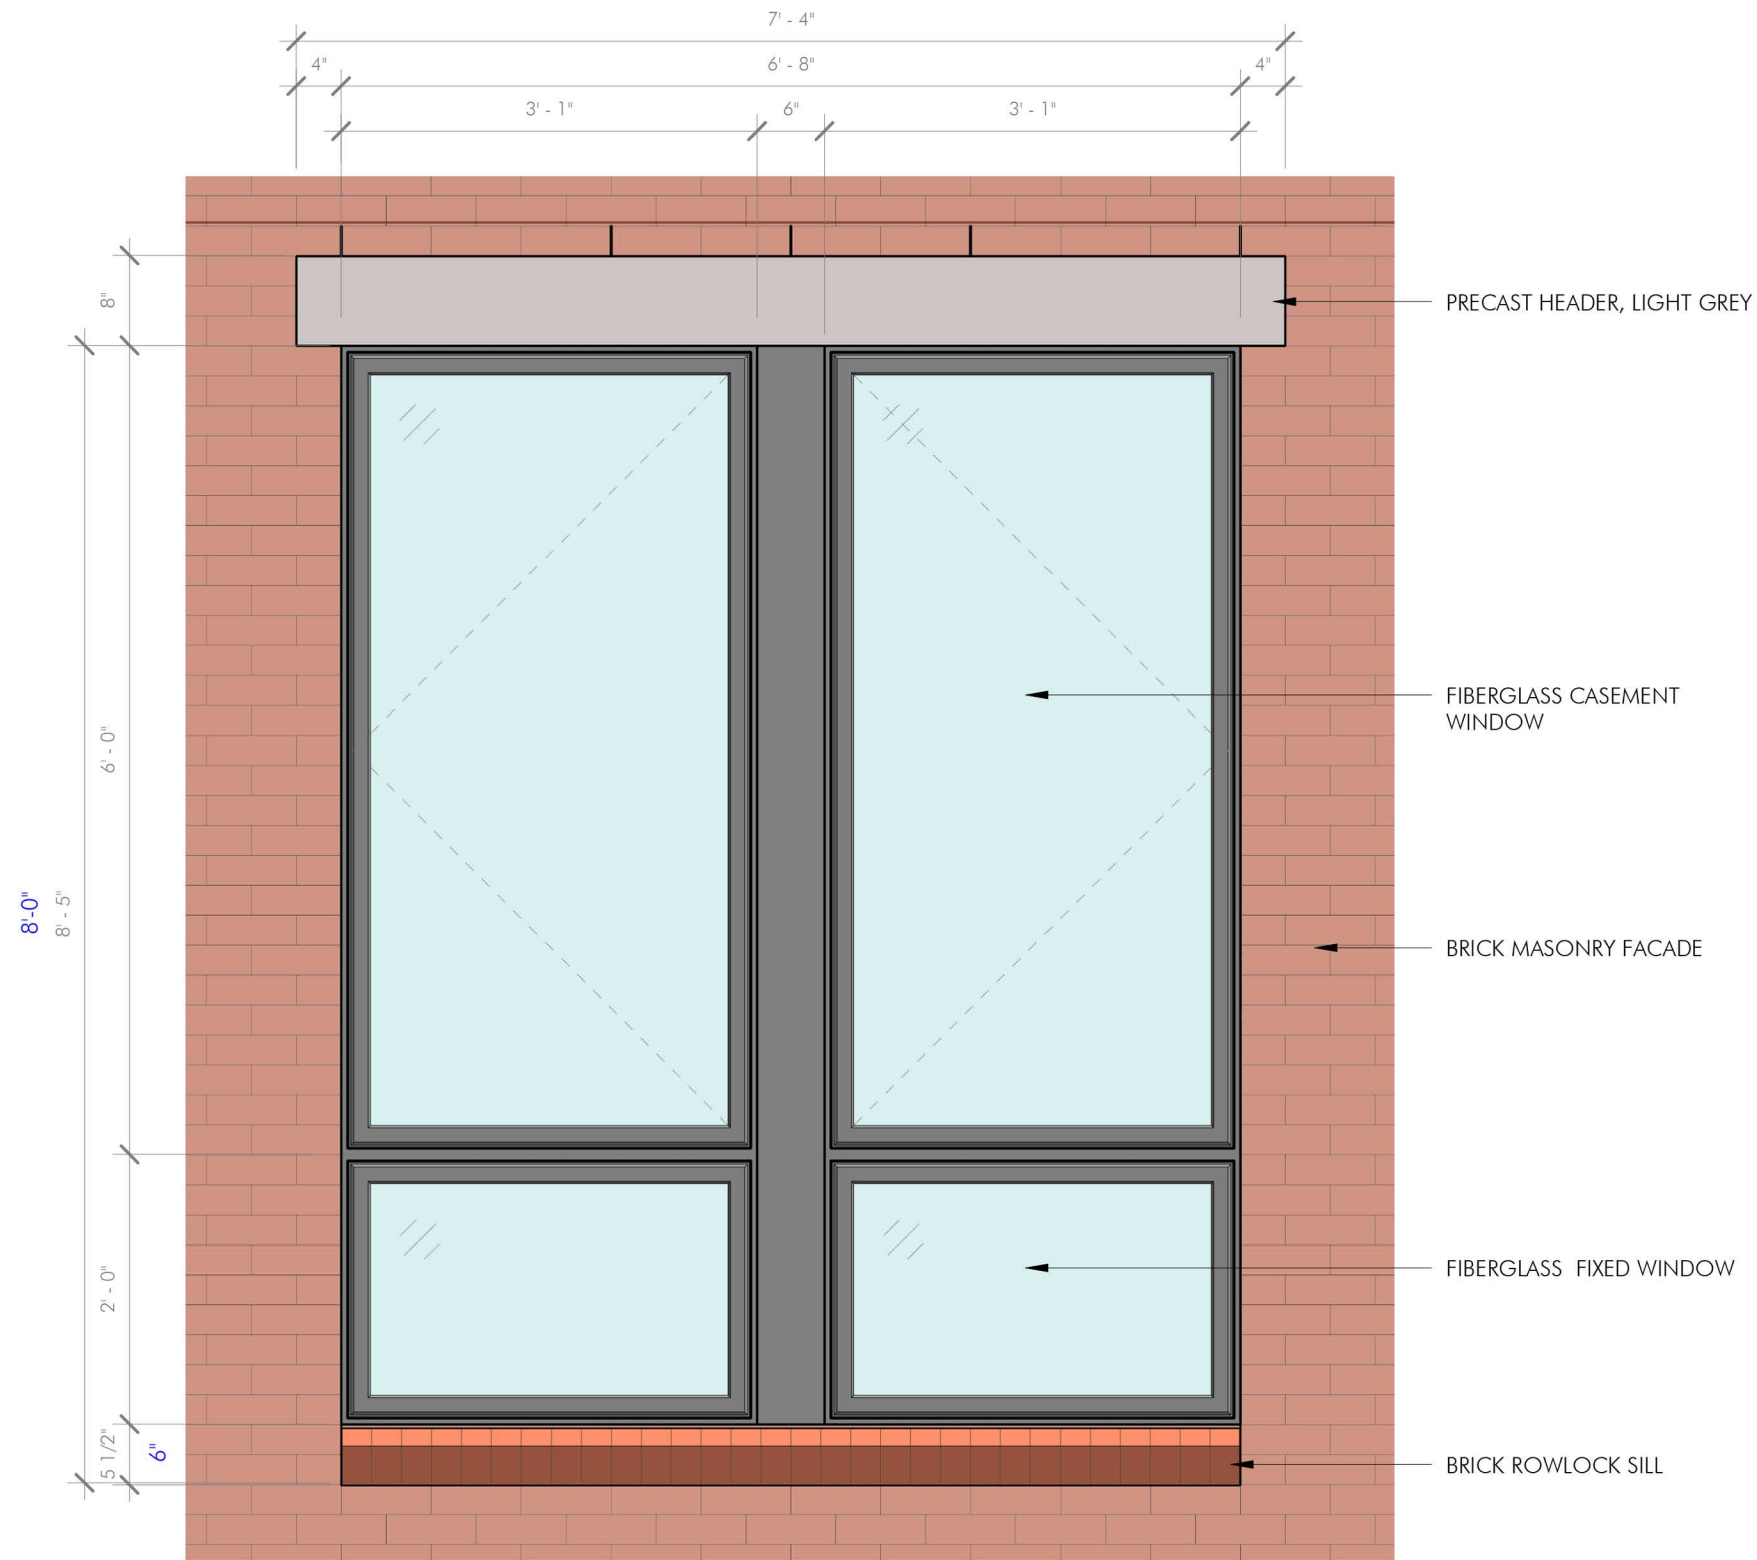 7' - 4"
4"
6' - 8"
4"
3' - 1"
6"
3' - 1"
8"
PRECAST HEADER, LIGHT GREY
FIBERGLASS CASEMENT
WINDOW
6' - 0"
8'-0"
8' - 5"
BRICK MASONRY FACADE
FIBERGLASS  FIXED WINDOW
2' - 0"
5 1/2"
6"
BRICK ROWLOCK SILL